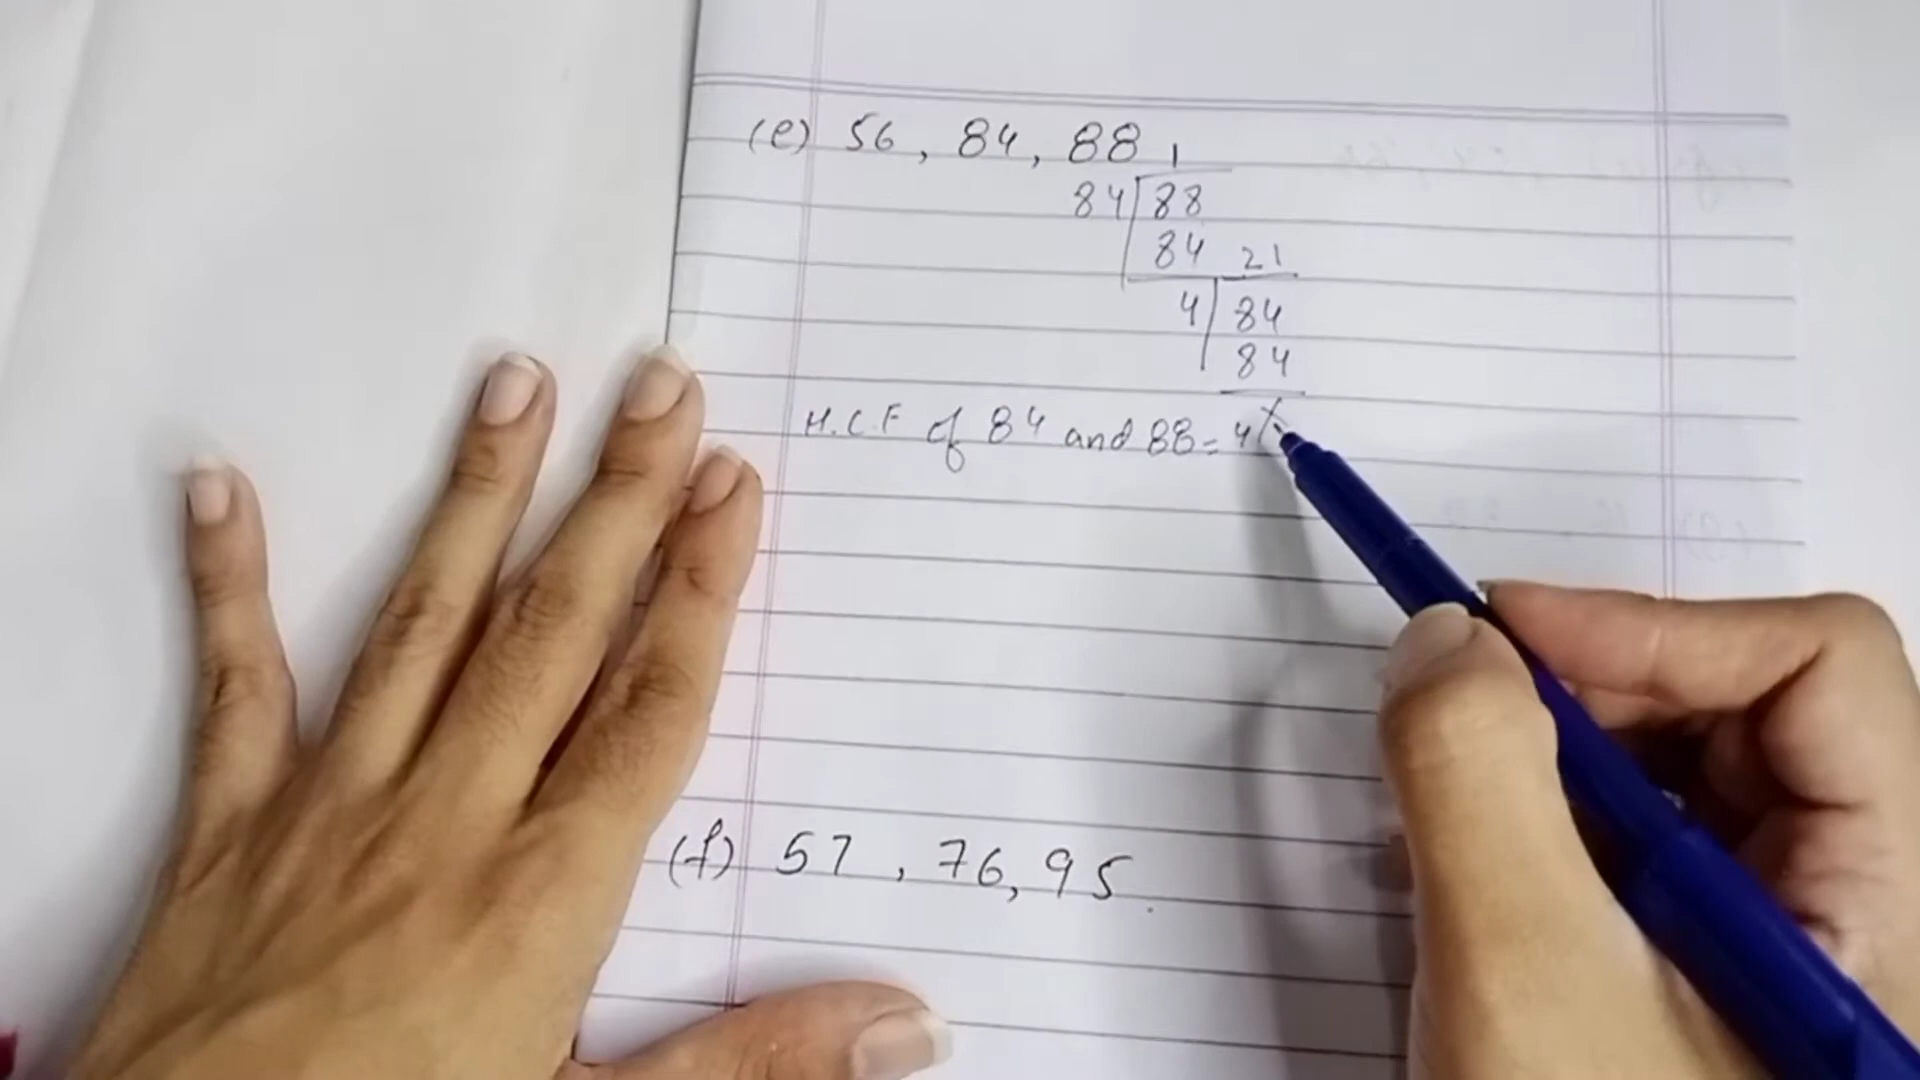 (e) 56, 84, 88
1
84 88
84 21
4 84
84
H.C.F of 84 and 88 = 4
(f) 57, 76, 95.